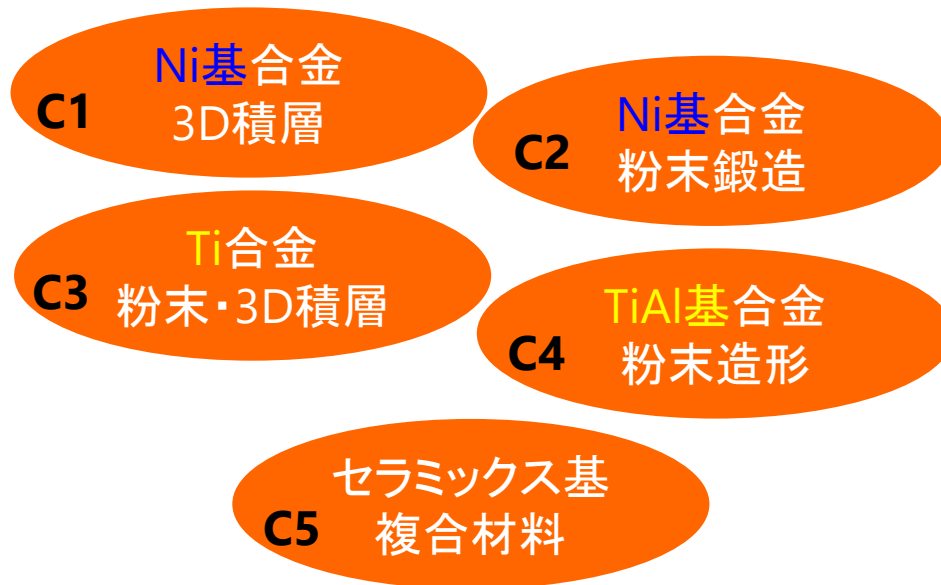 Ni基合金
C1
3D積層
Ni基合金
C2
粉末鍛造
Ti合金
C3
粉末・3D積層
TiAl基合金
C4
粉末造形
セラミックス基
C5
複合材料